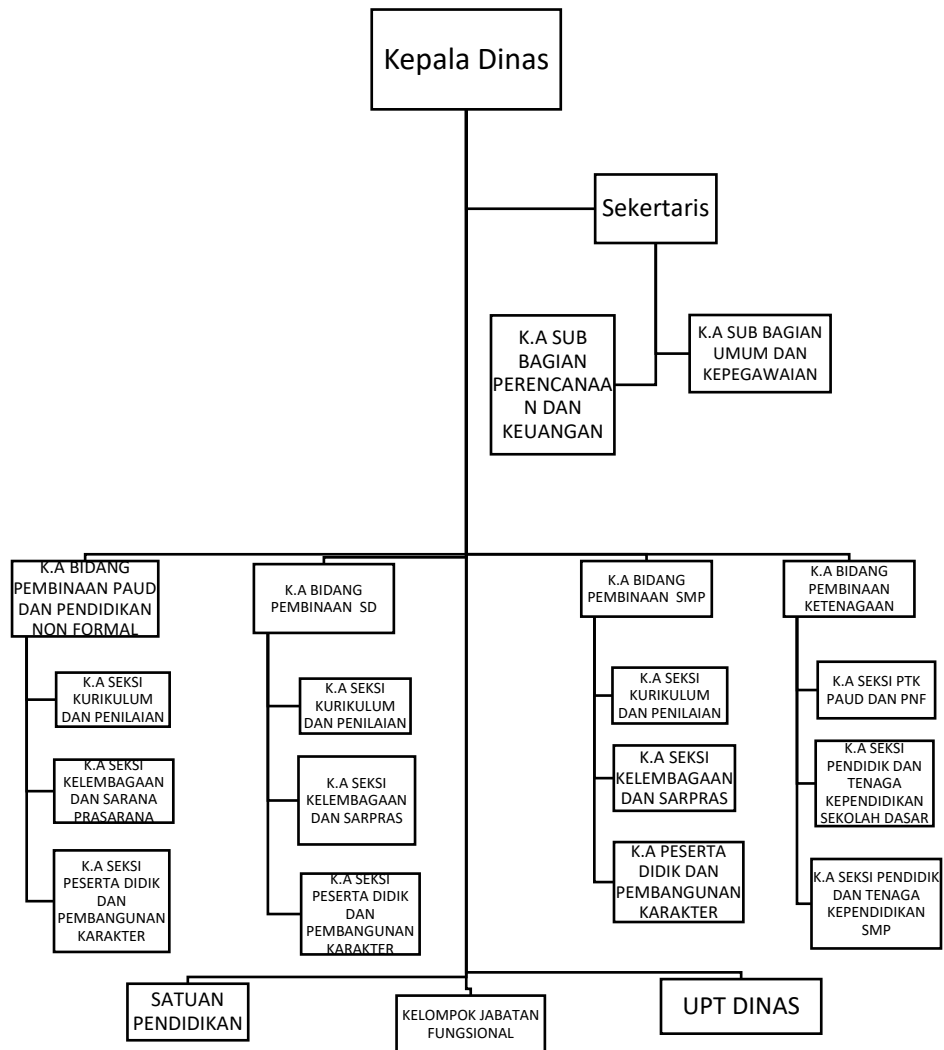 Kepala Dinas
Sekertaris
K.A SUB
BAGIAN
PERENCANAA
N DAN
KEUANGAN
K.A SUB BAGIAN
UMUM DAN
KEPEGAWAIAN
K.A BIDANG
PEMBINAAN PAUD
DAN PENDIDIKAN
NON FORMAL
K.A SEKSI
KURIKULUM
DAN PENILAIAN
K.A SEKSI
KELEMBAGAAN
DAN SARANA
PRASARANA
K.A SEKSI
PESERTA DIDIK
DAN
PEMBANGUNAN
KARAKTER
K.A BIDANG
PEMBINAAN SD
K.A SEKSI
KURIKULUM
DAN PENILAIAN
K.A SEKSI
KELEMBAGAAN
DAN SARPRAS
K.A SEKSI
PESERTA DIDIK
DAN
PEMBANGUNAN
KARAKTER
K.A BIDANG
PEMBINAAN SMP
K.A SEKSI
KURIKULUM
DAN PENILAIAN
K.A SEKSI
KELEMBAGAAN
DAN SARPRAS
K.A PESERTA
DIDIK DAN
PEMBANGUNAN
KARAKTER
K.A BIDANG
PEMBINAAN
KETENAGAAN
K.A SEKSI PTK
PAUD DAN PNF
K.A SEKSI
PENDIDIK DAN
TENAGA
KEPENDIDIKAN
SEKOLAH DASAR
K.A SEKSI PENDIDIK
DAN TENAGA
KEPENDIDIKAN
SMP
SATUAN
PENDIDIKAN
KELOMPOK JABATAN
FUNGSIONAL
UPT DINAS